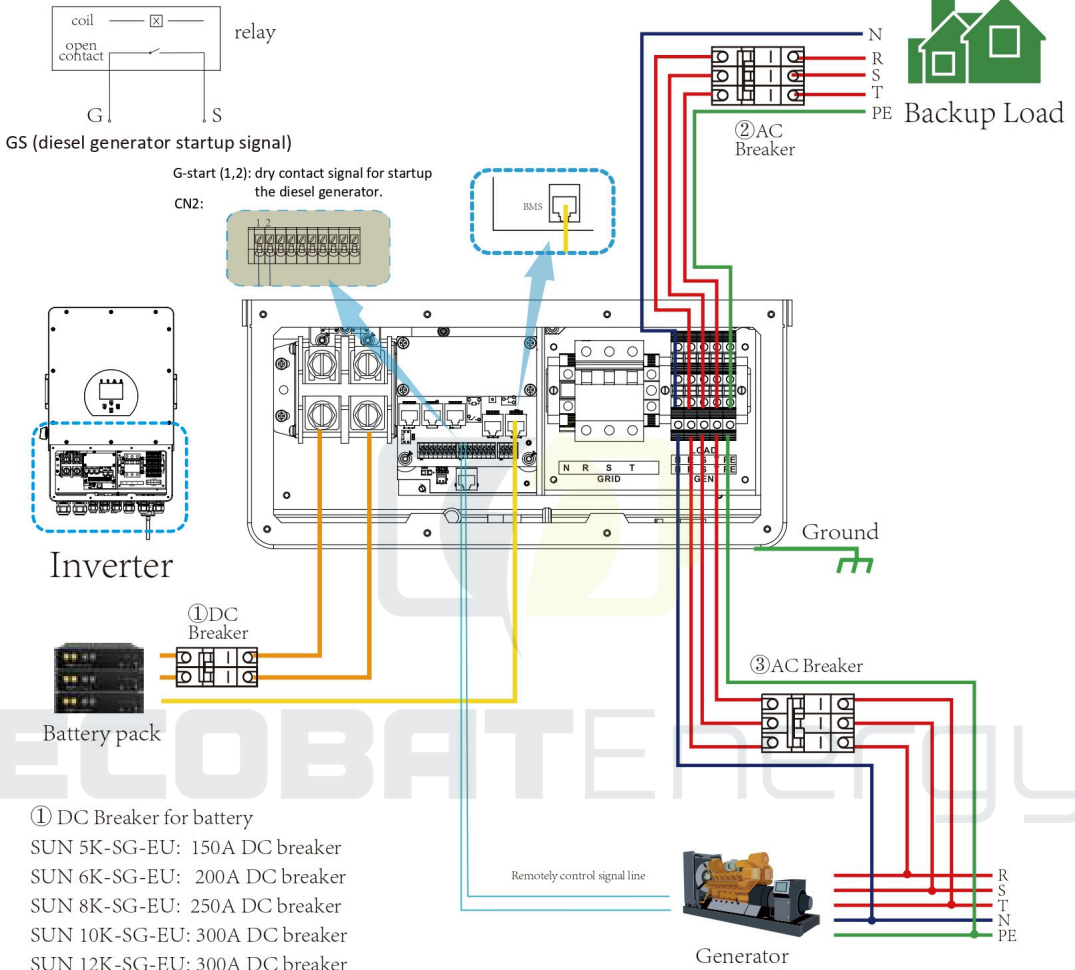 coil
open
contact
relay
G
S
GS (diesel generator startup signal)
G-start (1,2): dry contact signal for startup
the diesel generator.
CN2:
1 2
BMS
N
R
S
T
PE
Backup Load
②AC
Breaker
LOAD
N R S T PE
N R S T PE
GEN
N R S T
GRID
Ground
Inverter
①DC
Breaker
Battery pack
③AC Breaker
ECOBATEnergy
① DC Breaker for battery
SUN 5K-SG-EU: 150A DC breaker
SUN 6K-SG-EU: 200A DC breaker
SUN 8K-SG-EU: 250A DC breaker
SUN 10K-SG-EU: 300A DC breaker
SUN 12K-SG-EU: 300A DC breaker
Remotely control signal line
R
S
T
N
PE
Generator